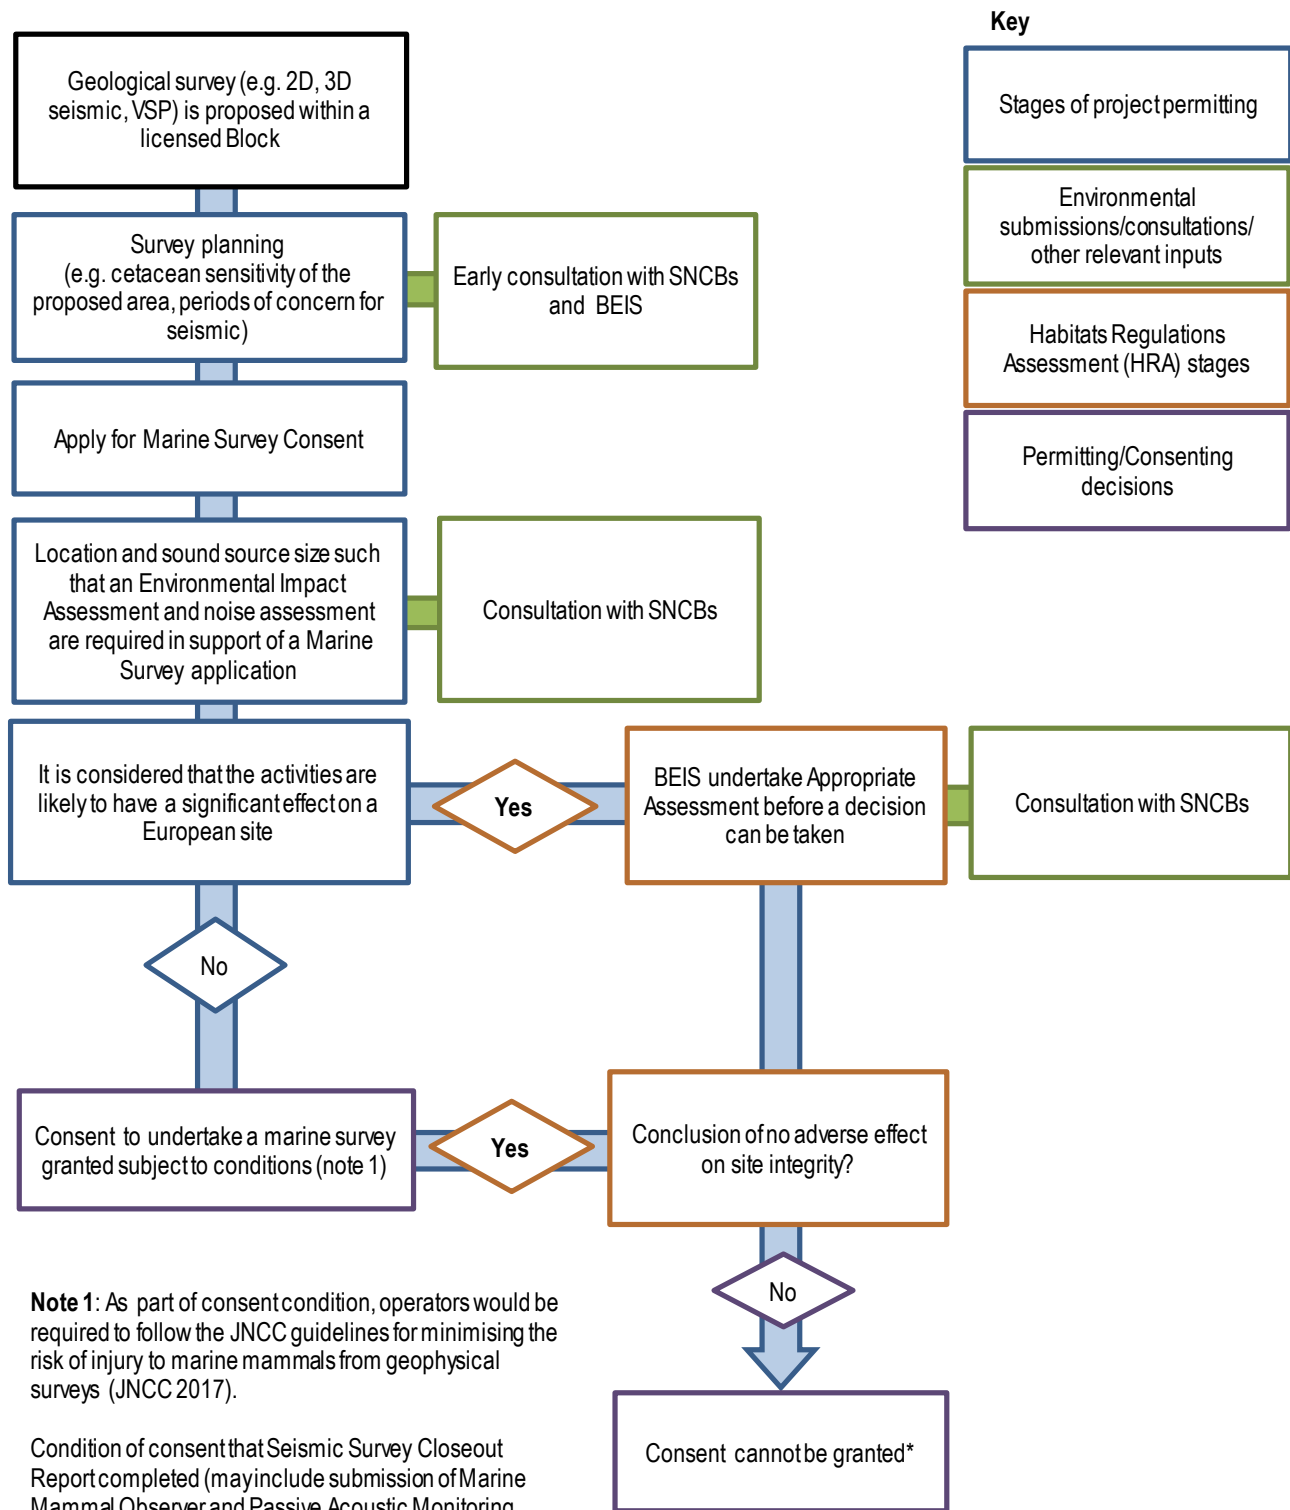 Key
Geological survey (e.g. 2D, 3D
seismic, VSP) is proposed within a
licensed Block
Stages of project permitting
Survey planning
(e.g. cetacean sensitivity of the
proposed area, periods of concern for
seismic)
Early consultation with SNCBs
and BEIS
Environmental
submissions/consultations/
other relevant inputs
Habitats Regulations
Assessment (HRA) stages
Apply for Marine Survey Consent
Permitting/Consenting
decisions
Location and sound source size such
that an Environmental Impact
Assessment and noise assessment
are required in support of a Marine
Survey application
Consultation with SNCBs
It is considered that the activities are
likely to have a significant effect on a
European site
Yes
BEIS undertake Appropriate
Assessment before a decision
can be taken
Consultation with SNCBs
No
Consent to undertake a marine survey
granted subject to conditions (note 1)
Yes
Conclusion of no adverse effect
on site integrity?
No
Note 1: As part of consent condition, operators would be
required to follow the JNCC guidelines for minimising the
risk of injury to marine mammals from geophysical
surveys (JNCC 2017).
Condition of consent that Seismic Survey Closeout
Report completed (may include submission of Marine
Mammal Observer and Passive Acoustic Monitoring
Consent cannot be granted*